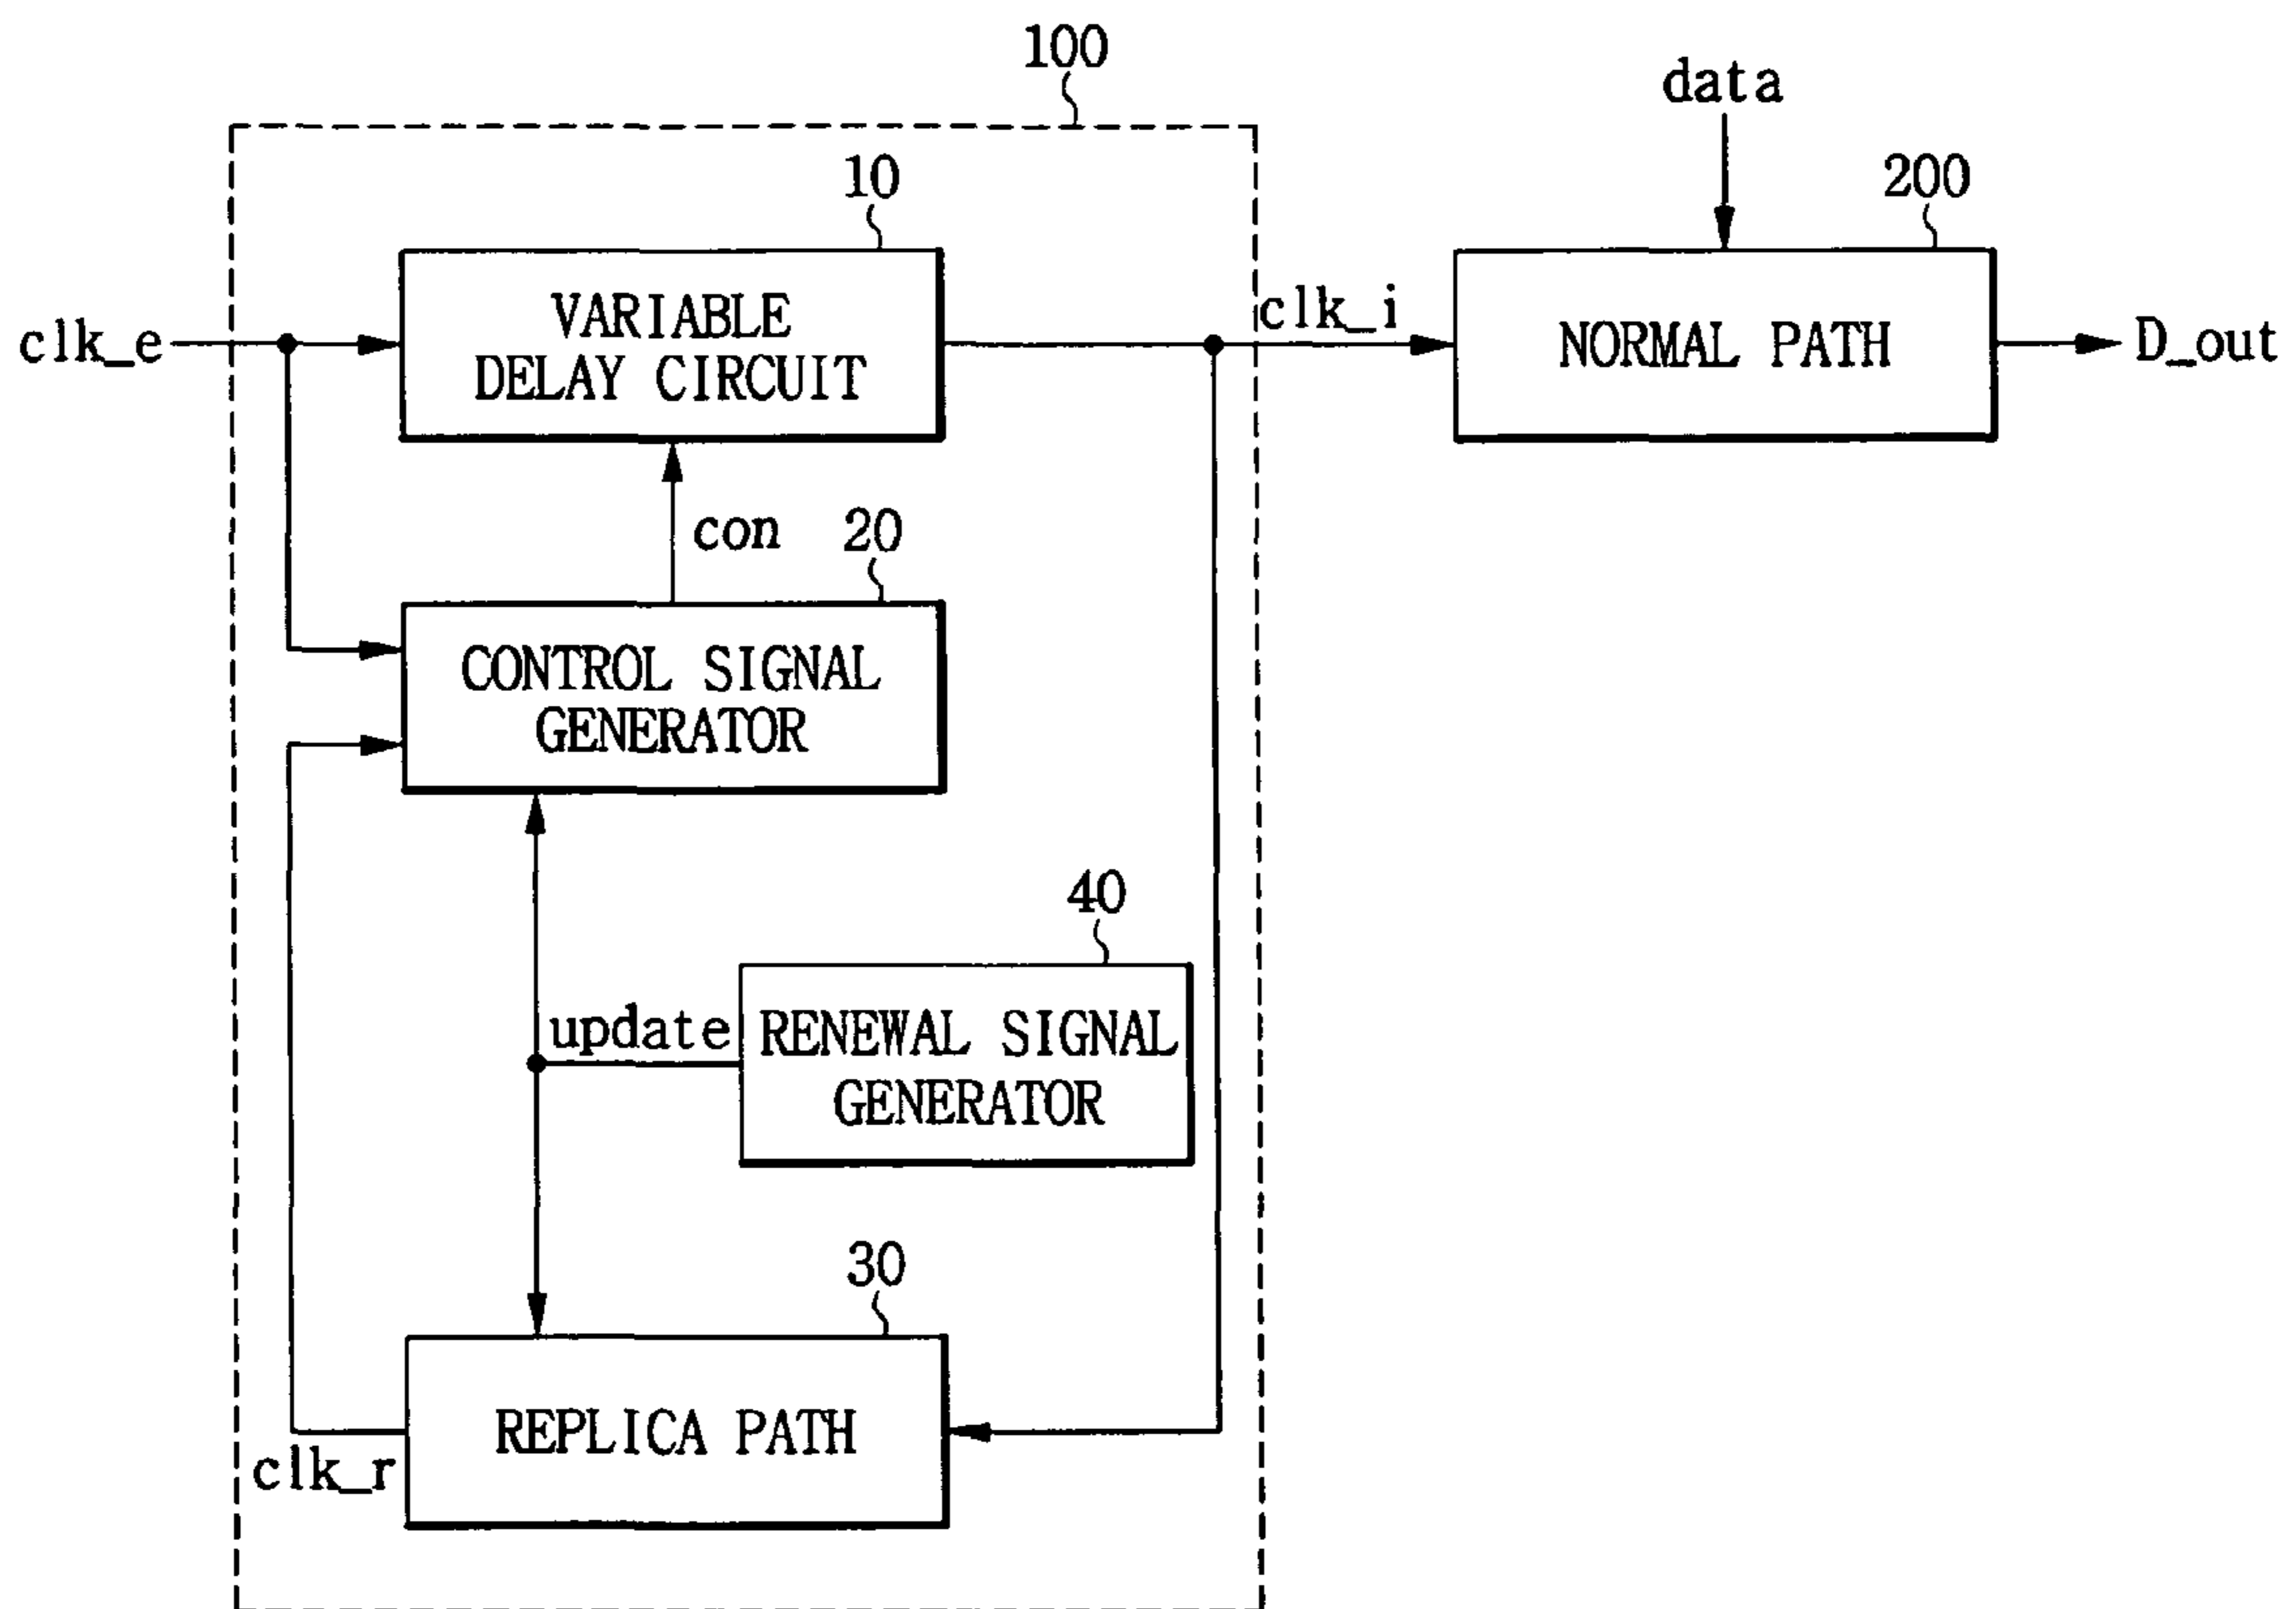 100
data
10
200
clk_e
VARIABLE
DELAY CIRCUIT
clk_i
NORMAL PATH
D_out
con
20
CONTROL SIGNAL
GENERATOR
40
update
RENEWAL SIGNAL
GENERATOR
30
REPLICA PATH
clk_r